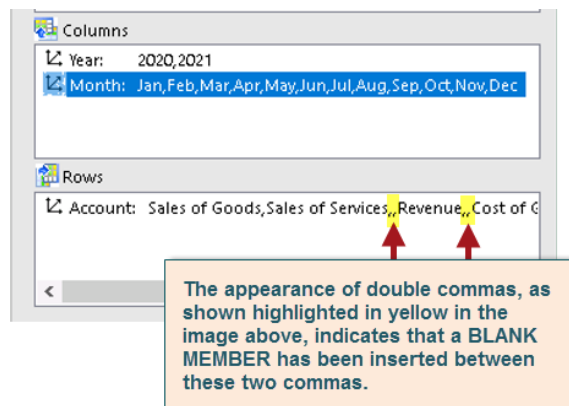 Columns
Year: 2020,2021
Month: Jan,Feb,Mar,Apr,May,Jun,Jul,Aug,Sep,Oct,Nov,Dec
Rows
Account: Sales of Goods,Sales of Services,,Revenue,,Cost of
The appearance of double commas, as
shown highlighted in yellow in the
image above, indicates that a BLANK
MEMBER has been inserted between
these two commas.